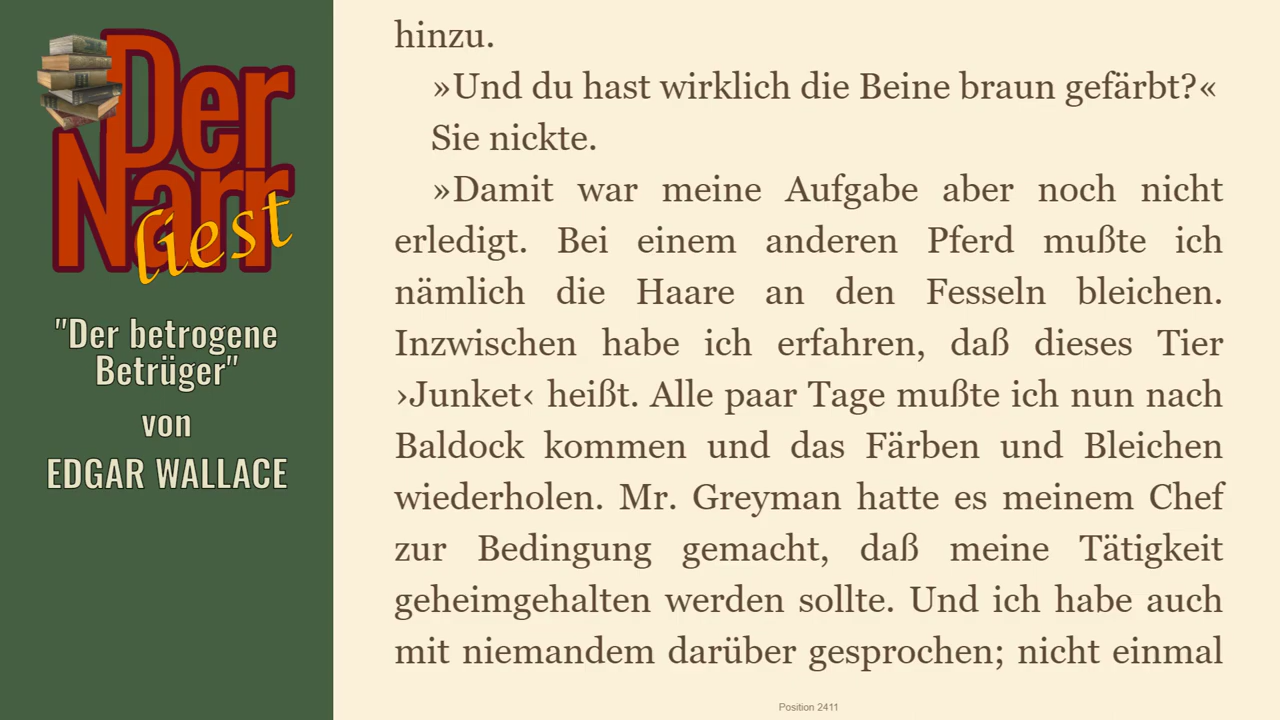 Der
Narr
liest
"Der betrogene
Betrüger"
von
EDGAR WALLACE
hinzu.
»Und du hast wirklich die Beine braun gefärbt?«
Sie nickte.
»Damit war meine Aufgabe aber noch nicht
erledigt. Bei einem anderen Pferd mußte ich
nämlich die Haare an den Fesseln bleichen.
Inzwischen habe ich erfahren, daß dieses Tier
›Junket‹ heißt. Alle paar Tage mußte ich nun nach
Baldock kommen und das Färben und Bleichen
wiederholen. Mr. Greyman hatte es meinem Chef
zur Bedingung gemacht, daß meine Tätigkeit
geheimgehalten werden sollte. Und ich habe auch
mit niemandem darüber gesprochen; nicht einmal
Position 2411